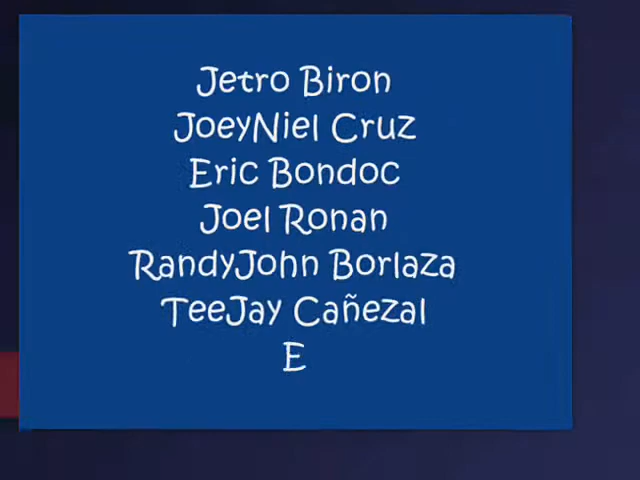 Jetro Biron
JoeyNiel Cruz
Eric Bondoc
Joel Ronan
RandyJohn Borlaza
TeeJay Cañezal
E